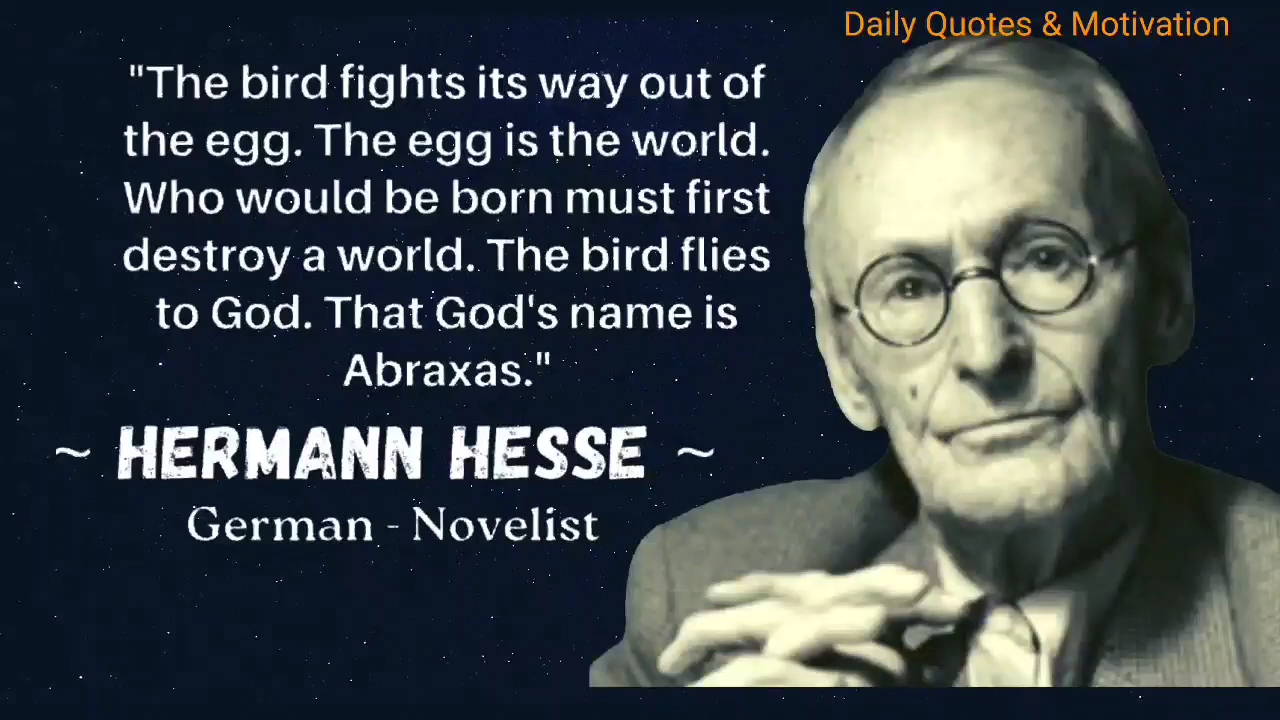 Daily Quotes & Motivation
"The bird fights its way out of
the egg. The egg is the world.
Who would be born must first
destroy a world. The bird flies
to God. That God's name is
Abraxas."
~ HERMANN HESSE ~
German - Novelist